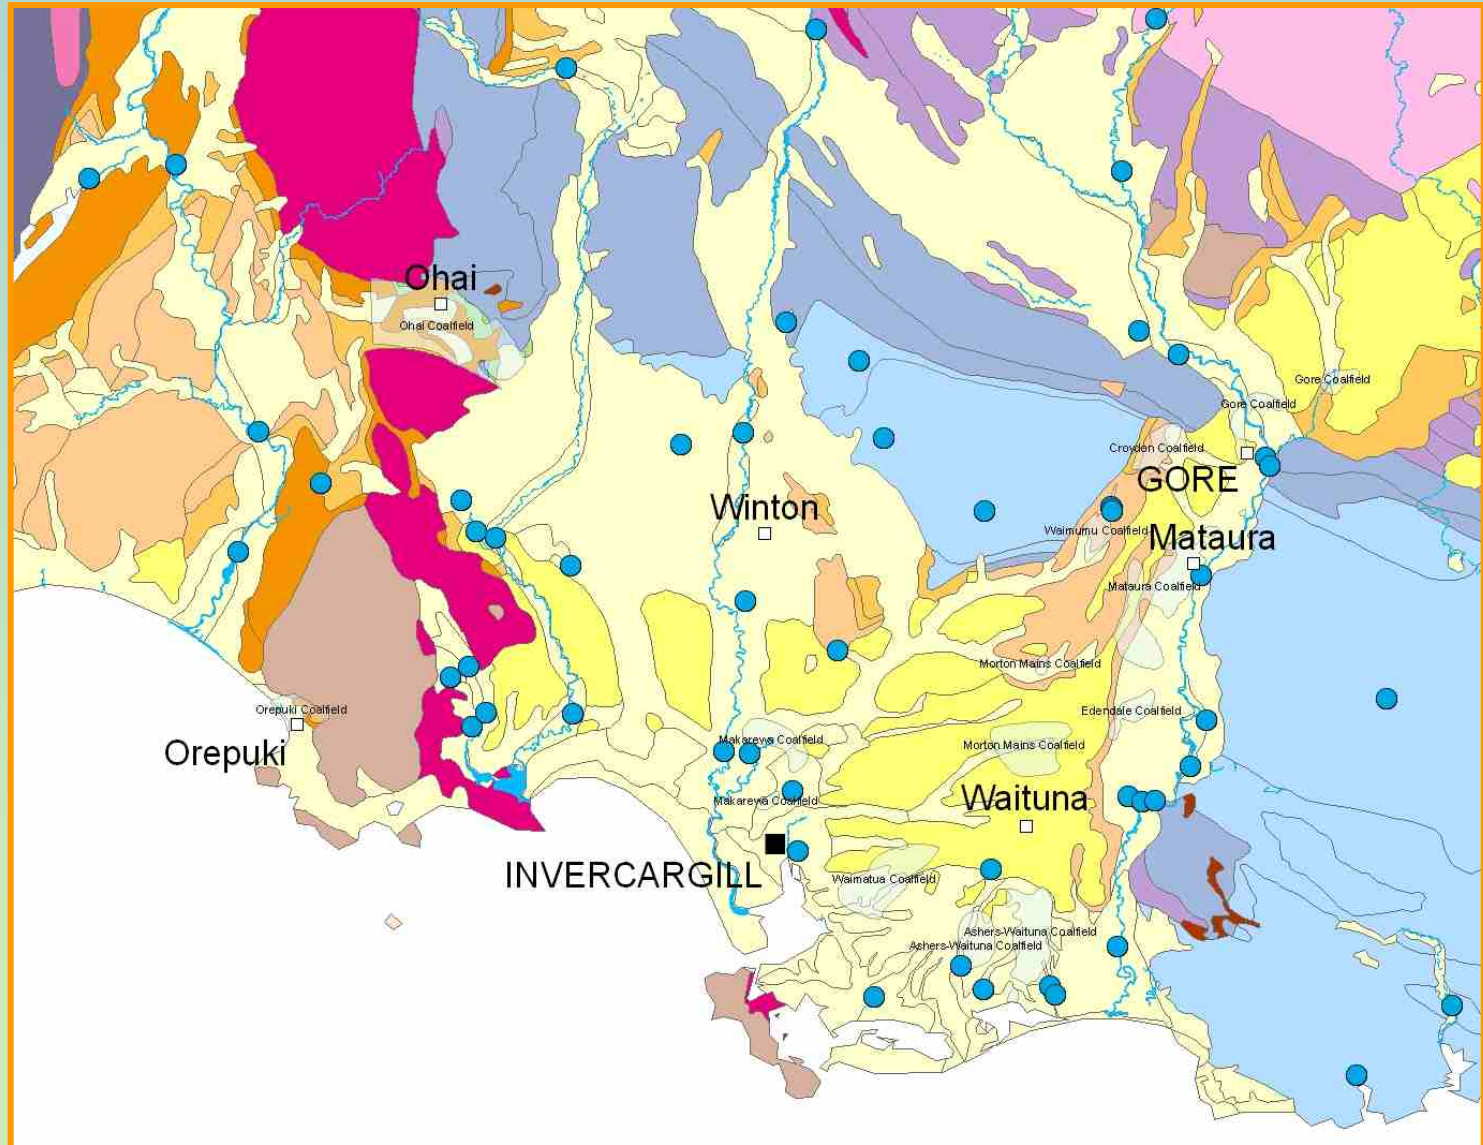 Ohai
Ohai Coalfield
Gore Coalfield
Gore Coalfield
Croyden Coalfield
GORE
Winton
Waimumu Coalfield
Mataura
Mataura Coalfield
Morton Mains Coalfield
Orepuki Coalfield
Edendale Coalfield
Orepuki
Makarewa Coalfield
Morton Mains Coalfield
Makarewa Coalfield
Waituna
INVERCARGILL
Waimatua Coalfield
Ashers-Waituna Coalfield
Ashers-Waituna Coalfield